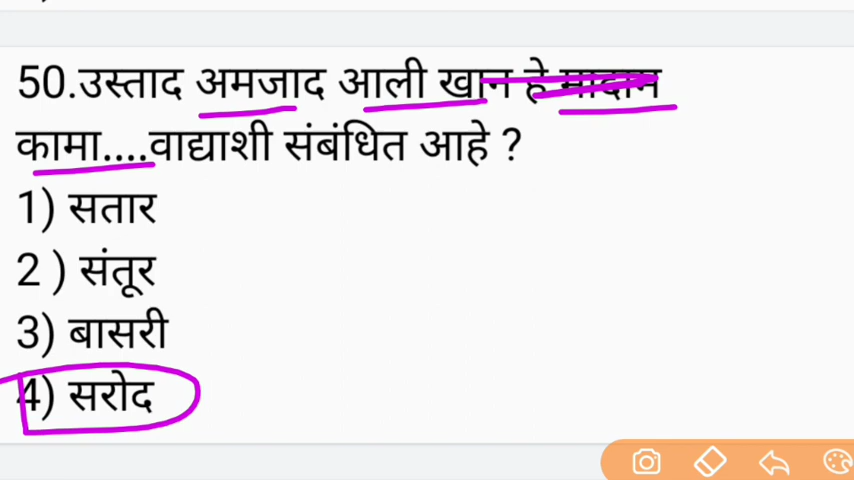 50.उस्ताद अमजाद आली खान हे मादाम
कामा....वाद्याशी संबंधित आहे ?
1) सतार
2 ) संतूर
3) बासरी
4) सरोद